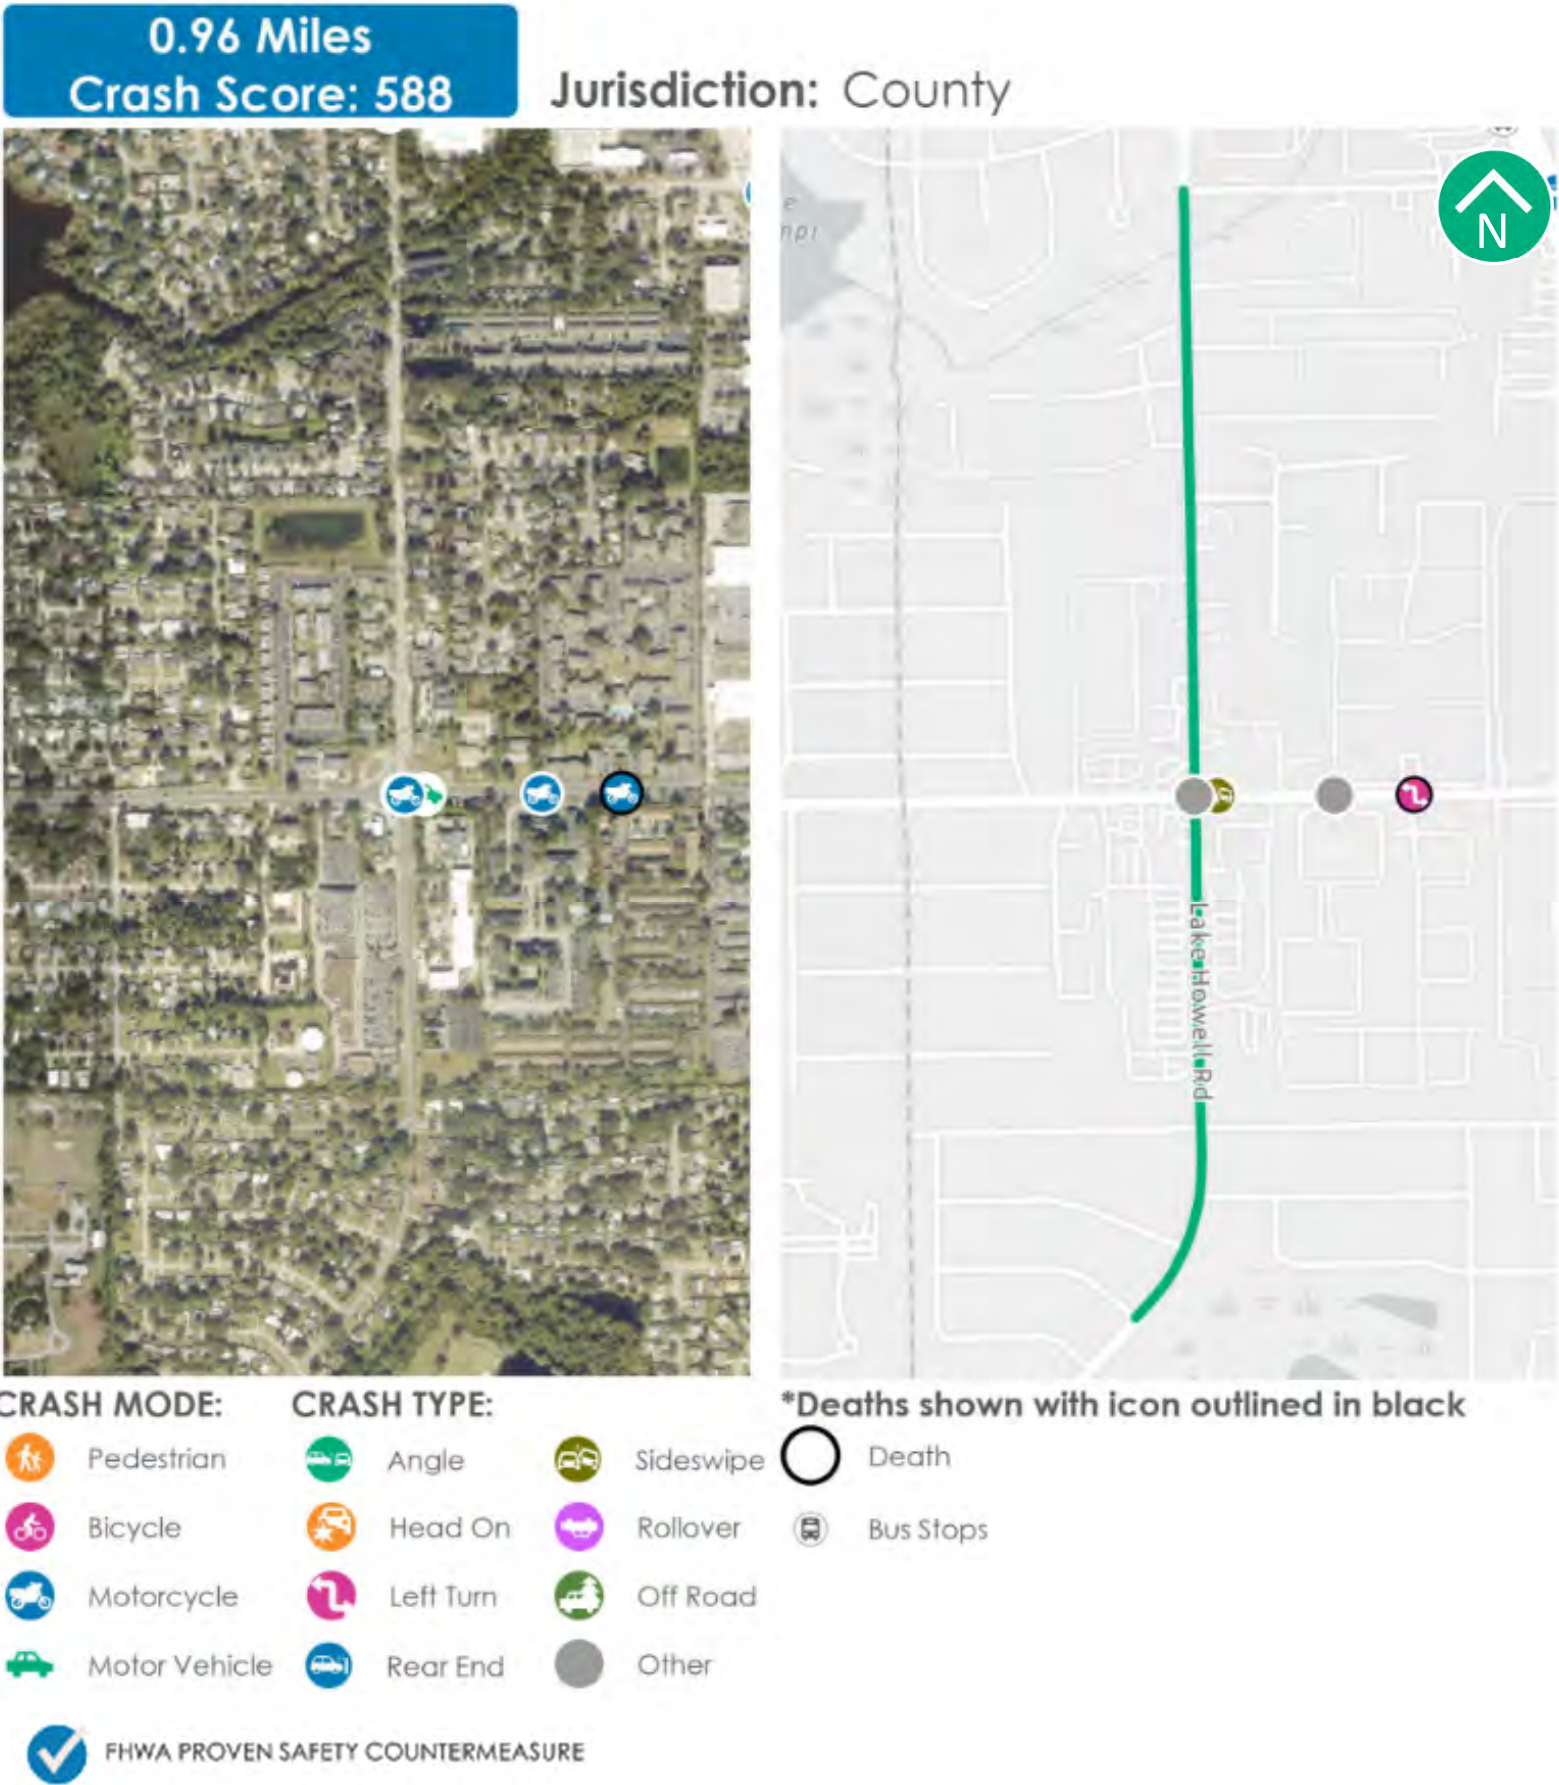 0.96 Miles
Crash Score: 588
Jurisdiction: County
e
npi
N
Lake Howell Rd
CRASH MODE:
Pedestrian
Bicycle
Motorcycle
Motor Vehicle
CRASH TYPE:
Angle
Head On
Left Turn
Rear End
Sideswipe
Rollover
Off Road
Other
*Deaths shown with icon outlined in black
Death
Bus Stops
FHWA PROVEN SAFETY COUNTERMEASURE